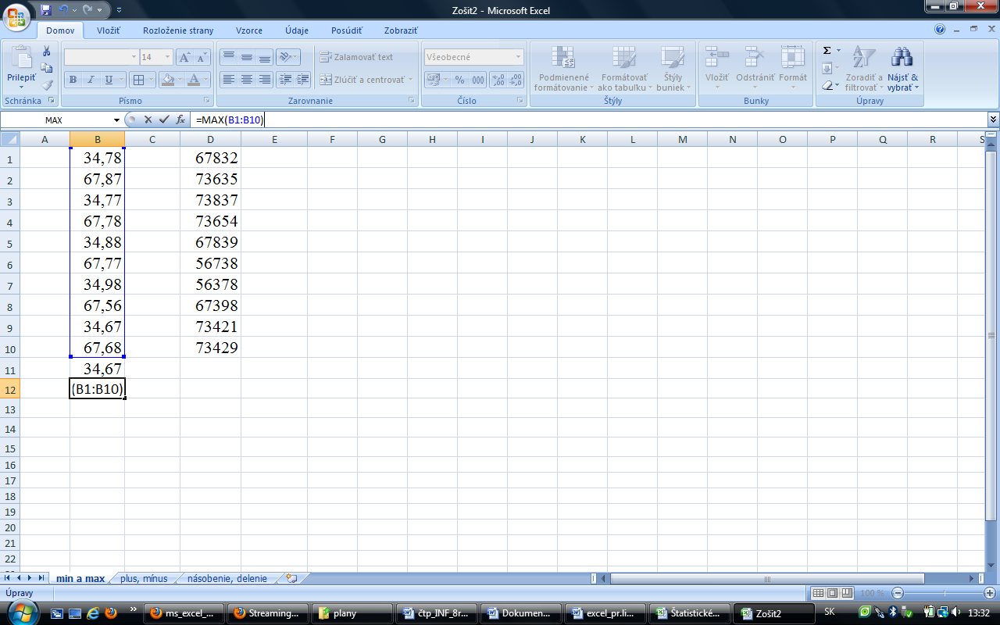 Zošit2 - Microsoft Excel
Domov Vložiť Rozloženie strany Vzorce Údaje Posúdiť Zobraziť
Prilepiť
14
Zalamovať text
Zlúčiť a centrovať
Všeobecné
B I U
% 000
Podmienené formátovanie
Formátovať ako tabuľku
Štýly buniek
Vložiť Odstrániť Formát
Zoradiť a filtrovať
Nájsť & vybrať
Schránka Písmo Zarovnanie Číslo Štýly Bunky Úpravy
MAX fx =MAX(B1:B10)
A B C D E F G H I J K L M N O P Q R S
1 34,78 67832
2 67,87 73635
3 34,77 73837
4 67,78 73654
5 34,88 67839
6 67,77 56738
7 34,98 56378
8 67,56 67398
9 34,67 73421
10 67,68 73429
11 34,67
12 (B1:B10)
13
14
15
16
17
18
19
20
21
22
min a max plus, mínus násobenie, delenie
Úpravy 100 %
ms_excel_... Streaming... plany čtp_INF_8r... Dokumen... excel_pr.li... Štatistické... Zošit2 SK 13:32